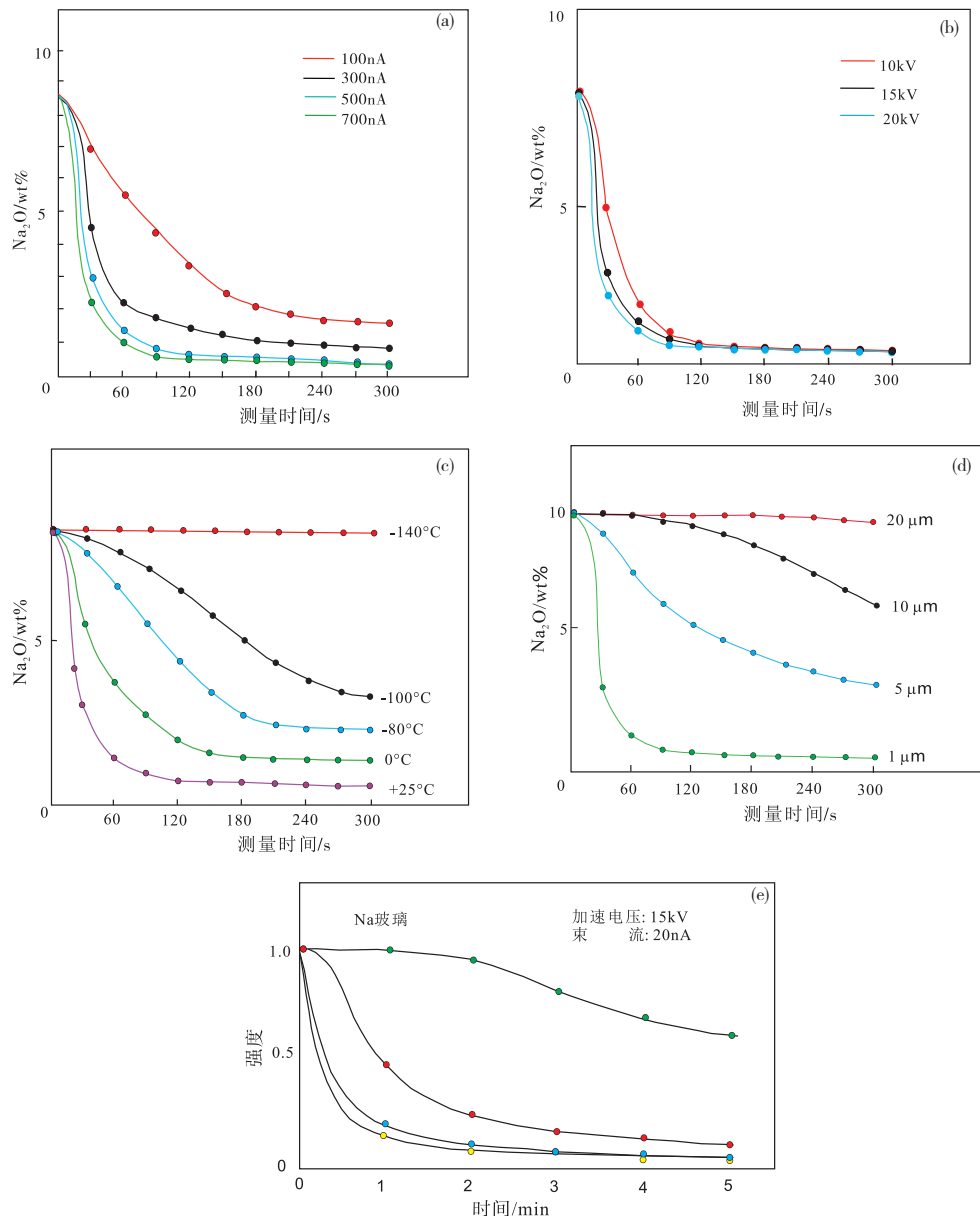 (a)
10
5
0
Na₂O/wt%
100nA
300nA
500nA
700nA
60 120 180 240 300
测量时间/s
(b)
10
5
0
Na₂O/wt%
10kV
15kV
20kV
60 120 180 240 300
测量时间/s
(c)
5
0
Na₂O/wt%
-140°C
-100°C
-80°C
0°C
+25°C
60 120 180 240 300
测量时间/s
(d)
10
5
0
Na₂O/wt%
20 μm
10 μm
5 μm
1 μm
60 120 180 240 300
测量时间/s
(e)
Na玻璃
加速电压: 15kV
束 流: 20nA
1.0
0.5
0
强度
0 1 2 3 4 5
时间/min